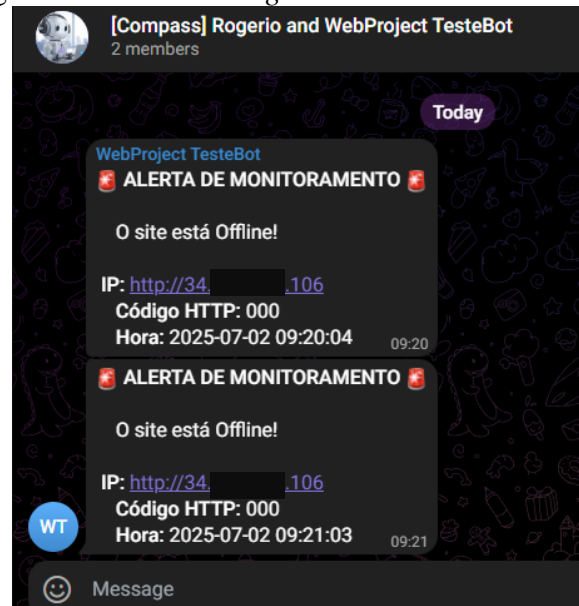 [Compass] Rogerio and WebProject TesteBot
2 members
Today
WebProject TesteBot
🚨 ALERTA DE MONITORAMENTO 🚨
O site está Offline!
IP: http://34. .106
Código HTTP: 000
Hora: 2025-07-02 09:20:04 09:20
🚨 ALERTA DE MONITORAMENTO 🚨
O site está Offline!
IP: http://34. .106
Código HTTP: 000
WT
Hora: 2025-07-02 09:21:03 09:21
Message